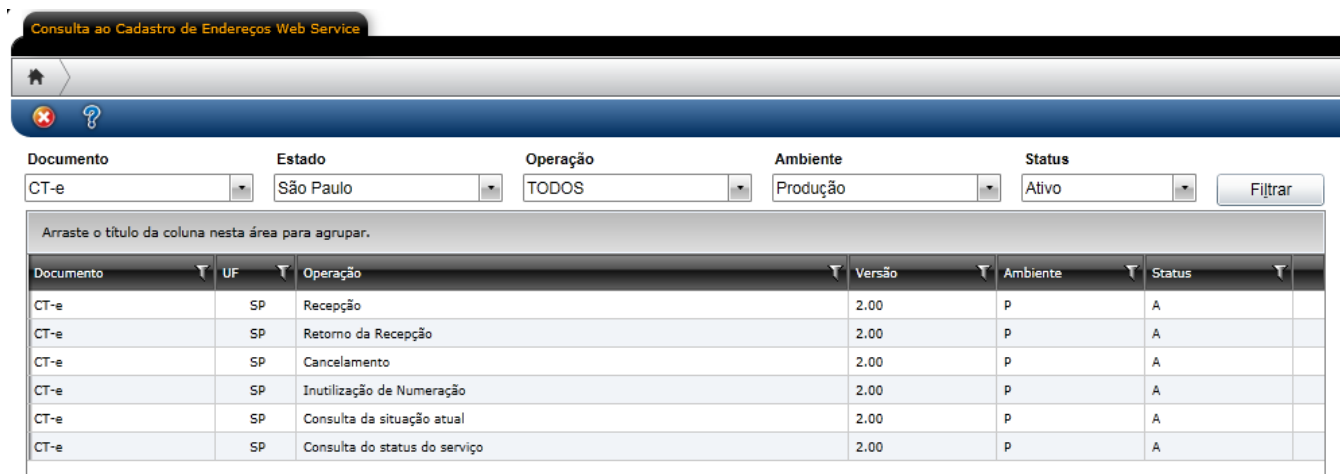 Consulta ao Cadastro de Endereços Web Service
Documento Estado Operação Ambiente Status
CT-e São Paulo TODOS Produção Ativo Filtrar
Arraste o título da coluna nesta área para agrupar.
Documento UF Operação Versão Ambiente Status
CT-e SP Recepção 2.00 P A
CT-e SP Retorno da Recepção 2.00 P A
CT-e SP Cancelamento 2.00 P A
CT-e SP Inutilização de Numeração 2.00 P A
CT-e SP Consulta da situação atual 2.00 P A
CT-e SP Consulta do status do serviço 2.00 P A